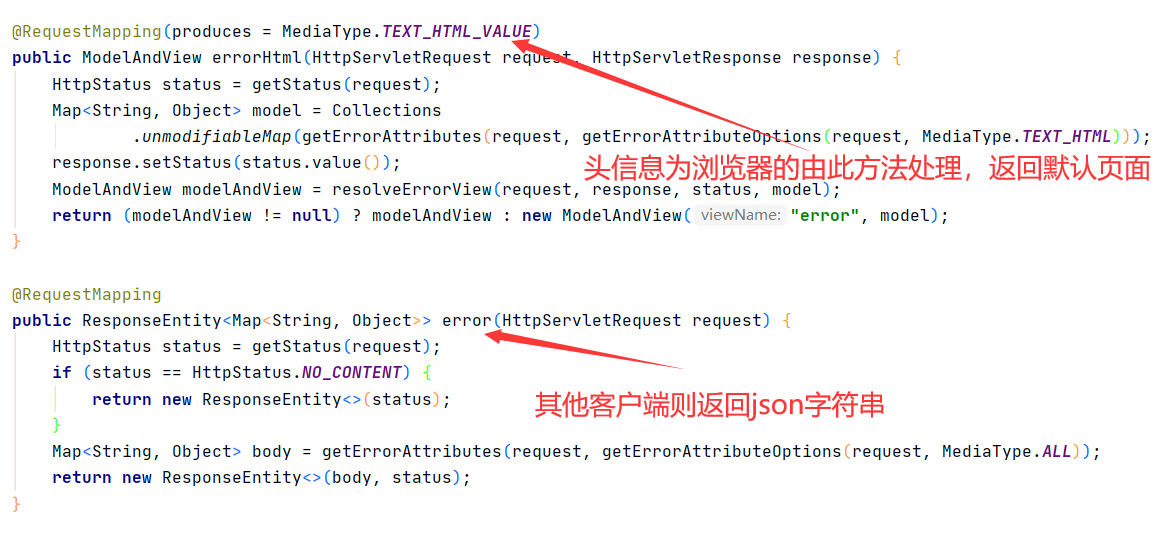 @RequestMapping(produces = MediaType.TEXT_HTML_VALUE)
public ModelAndView errorHtml(HttpServletRequest request, HttpServletResponse response) {
HttpStatus status = getStatus(request);
Map<String, Object> model = Collections
.unmodifiableMap(getErrorAttributes(request, getErrorAttributeOptions(request, MediaType.TEXT_HTML)));
response.setStatus(status.value());
头信息为浏览器的由此方法处理，返回默认页面
ModelAndView modelAndView = resolveErrorView(request, response, status, model);
return (modelAndView != null) ? modelAndView : new ModelAndView( viewName: "error", model);
}
@RequestMapping
public ResponseEntity<Map<String, Object>> error(HttpServletRequest request) {
HttpStatus status = getStatus(request);
if (status == HttpStatus.NO_CONTENT) {
return new ResponseEntity<>(status);
其他客户端则返回json字符串
}
Map<String, Object> body = getErrorAttributes(request, getErrorAttributeOptions(request, MediaType.ALL));
return new ResponseEntity<>(body, status);
}